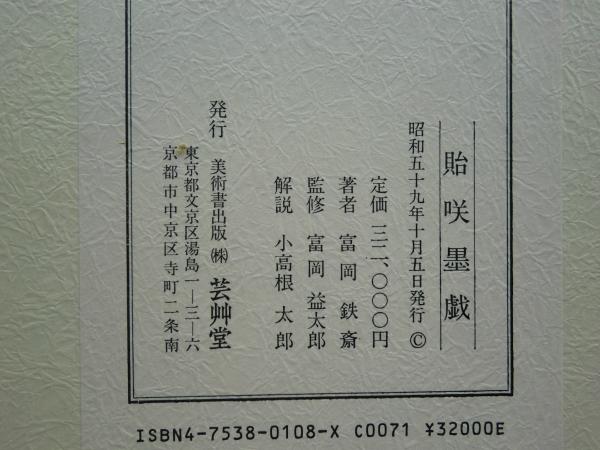 貽咲墨戯
昭和五十九年十月五日発行 ©
定価 三二、〇〇〇円
著者 富岡鉄斎
監修 富岡益太郎
解説 小高根太郎
発行 美術書出版 ㈱ 芸艸堂
東京都文京区湯島一—三—六
京都市中京区寺町二条南
ISBN4-7538-0108-X C0071 ¥32000E